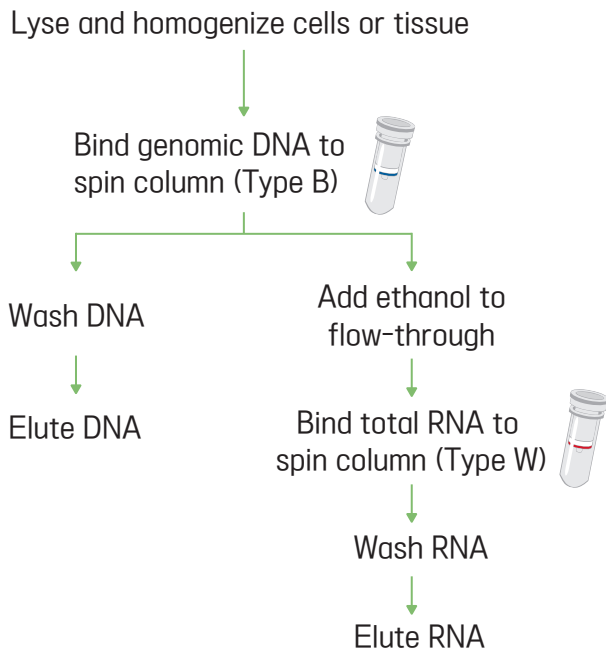 Lyse and homogenize cells or tissue
Bind genomic DNA to
spin column (Type B)
Wash DNA
Elute DNA
Add ethanol to
flow-through
Bind total RNA to
spin column (Type W)
Wash RNA
Elute RNA